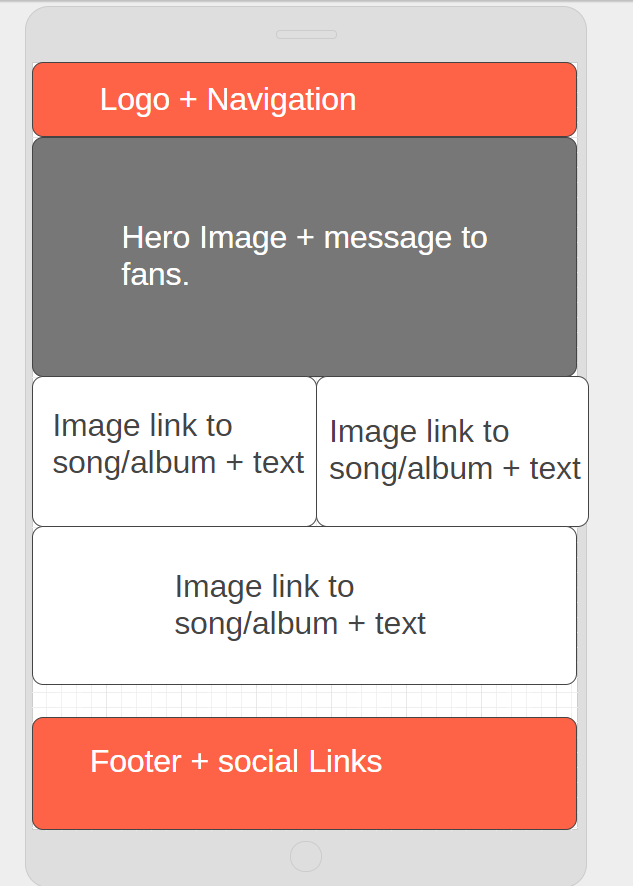 Logo + Navigation
Hero Image + message to
fans.
Image link to
song/album + text
Image link to
song/album + text
Image link to
song/album + text
Footer + social Links